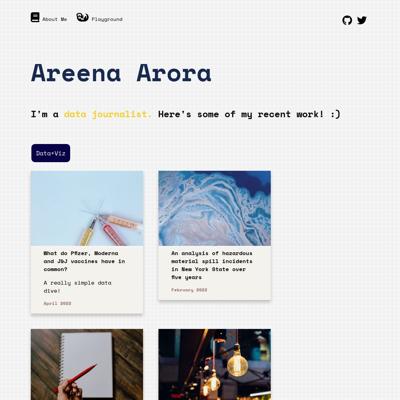 About Me Playground
Areena Arora
I'm a data journalist. Here's some of my recent work! :)
Data+Viz
What do Pfizer, Moderna
and J&J vaccines have in
common?
A really simple data
dive!
April 2022
An analysis of hazardous
material spill incidents
in New York State over
five years
February 2022